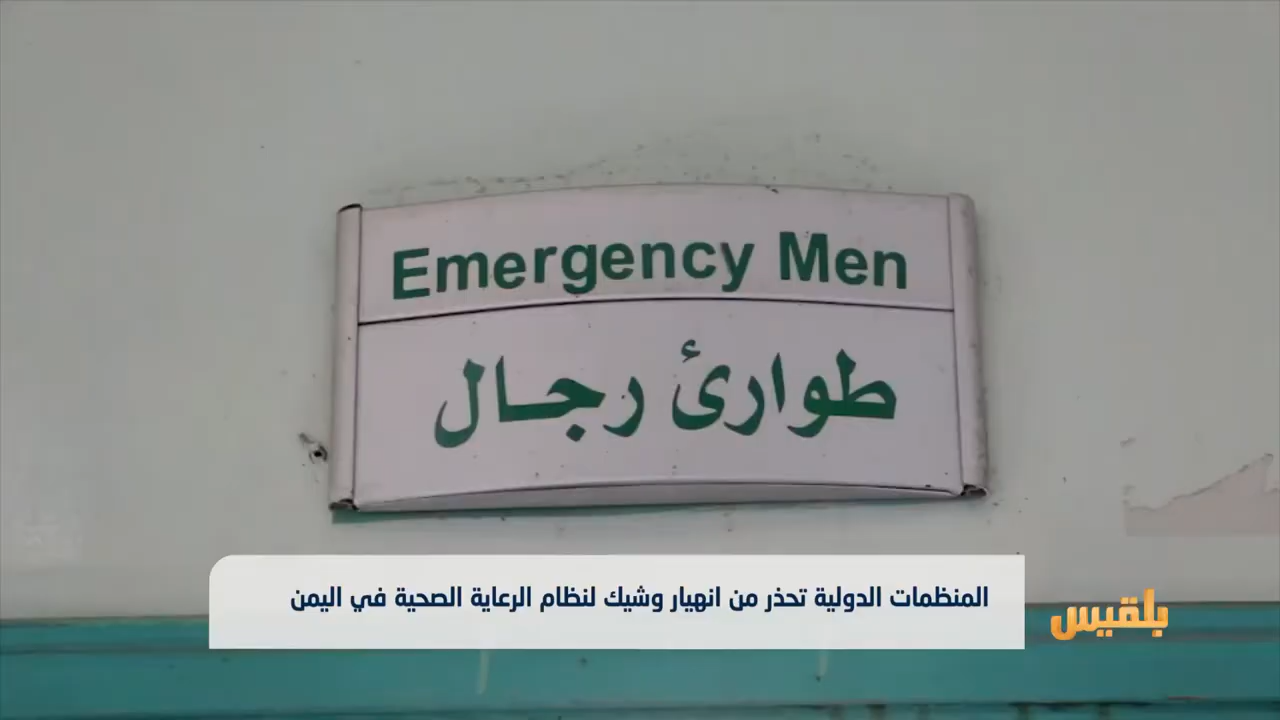 Emergency Men
طوارئ رجال
المنظمات الدولية تحذر من انهيار وشيك لنظام الرعاية الصحية في اليمن
بلقيس